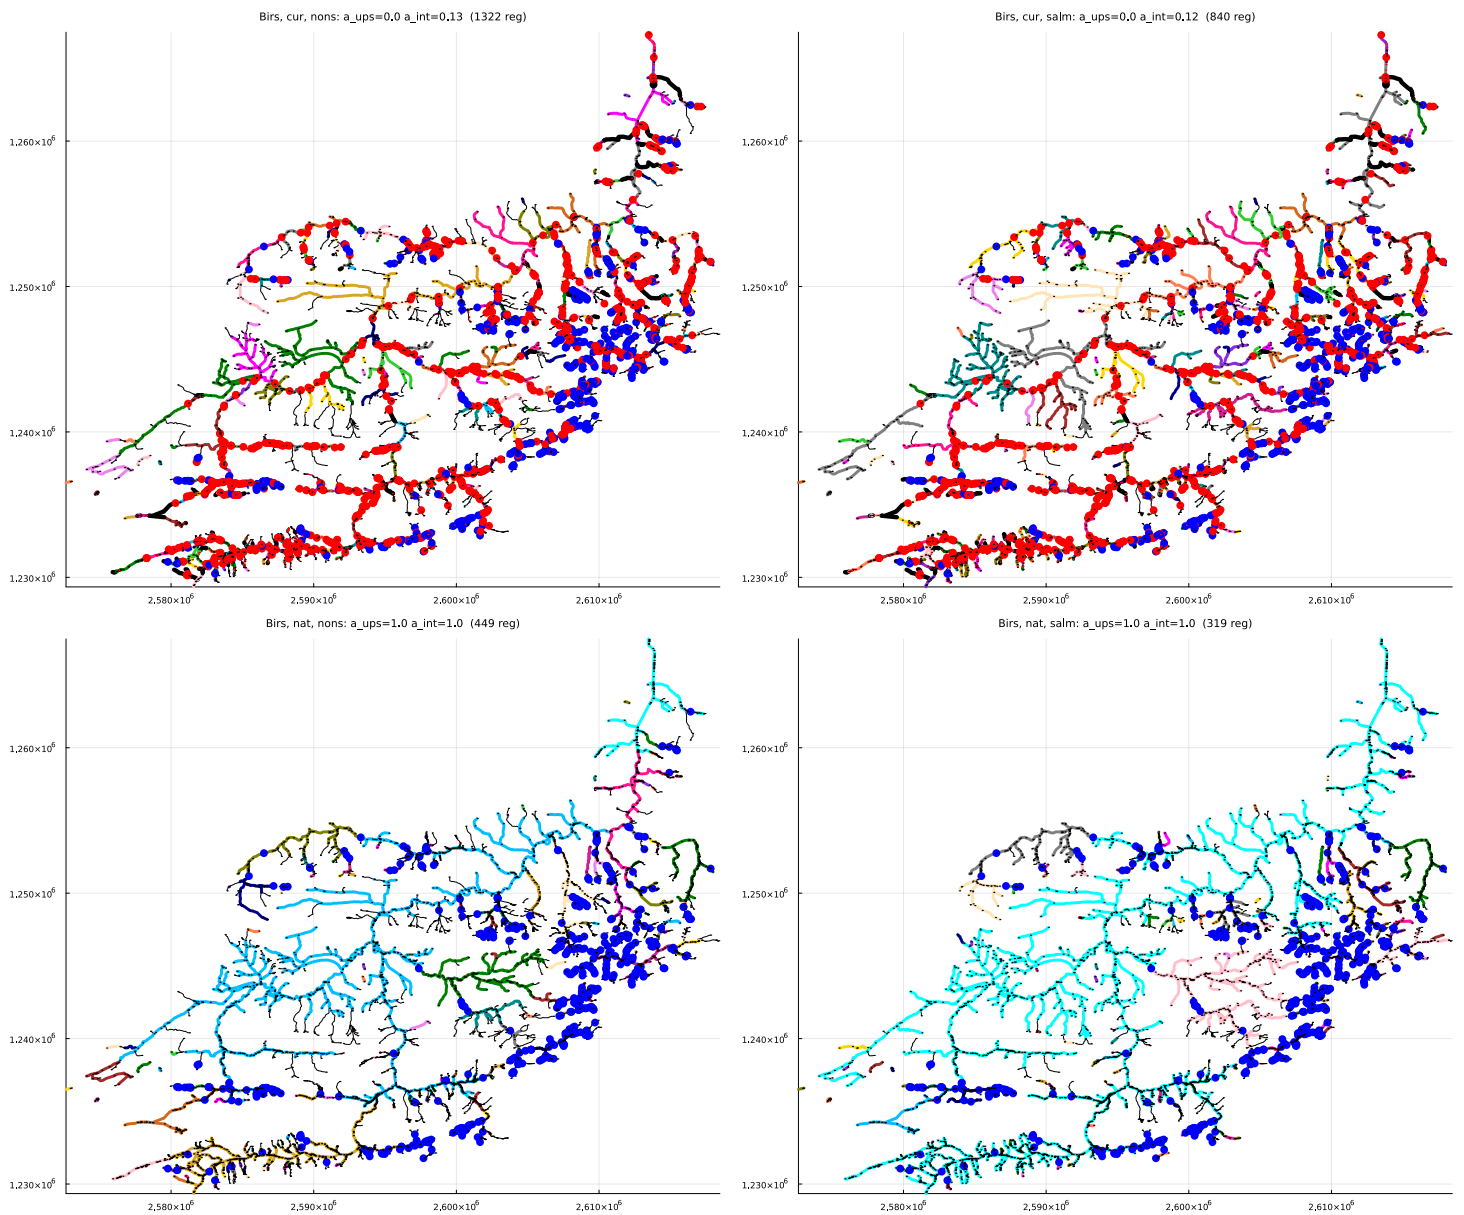 Birs, cur, nons: a_ups=0.0 a_int=0.13 (1322 reg)
Birs, cur, salm: a_ups=0.0 a_int=0.12 (840 reg)
1,260×10⁶
1,250×10⁶
1,240×10⁶
1,230×10⁶
2,580×10⁶ 2,590×10⁶ 2,600×10⁶ 2,610×10⁶
1,260×10⁶
1,250×10⁶
1,240×10⁶
1,230×10⁶
2,580×10⁶ 2,590×10⁶ 2,600×10⁶ 2,610×10⁶
Birs, nat, nons: a_ups=1.0 a_int=1.0 (449 reg)
Birs, nat, salm: a_ups=1.0 a_int=1.0 (319 reg)
1,260×10⁶
1,250×10⁶
1,240×10⁶
1,230×10⁶
2,580×10⁶ 2,590×10⁶ 2,600×10⁶ 2,610×10⁶
1,260×10⁶
1,250×10⁶
1,240×10⁶
1,230×10⁶
2,580×10⁶ 2,590×10⁶ 2,600×10⁶ 2,610×10⁶